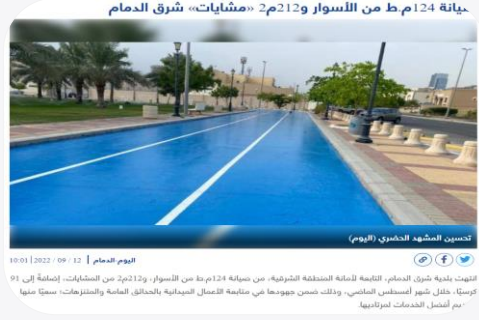 صيانة 124م.ط من الأسوار و212م2 «مشايات» شرق الدمام
تحسين المشهد الحضري (اليوم)
اليوم الدمام | 12 / 09 / 2022 | 10:01
انتهت بلدية شرق الدمام، التابعة لأمانة المنطقة الشرقية، من صيانة 124م.ط من الأسوار، و212م2 من المشايات، إضافةً إلى 91
كرسيًا، خلال شهر أغسطس الماضي، وذلك ضمن جهودها في متابعة الأعمال الميدانية بالحدائق العامة والمتنزهات؛ سعيًا منها
أفضل الخدمات لمرتاديها.